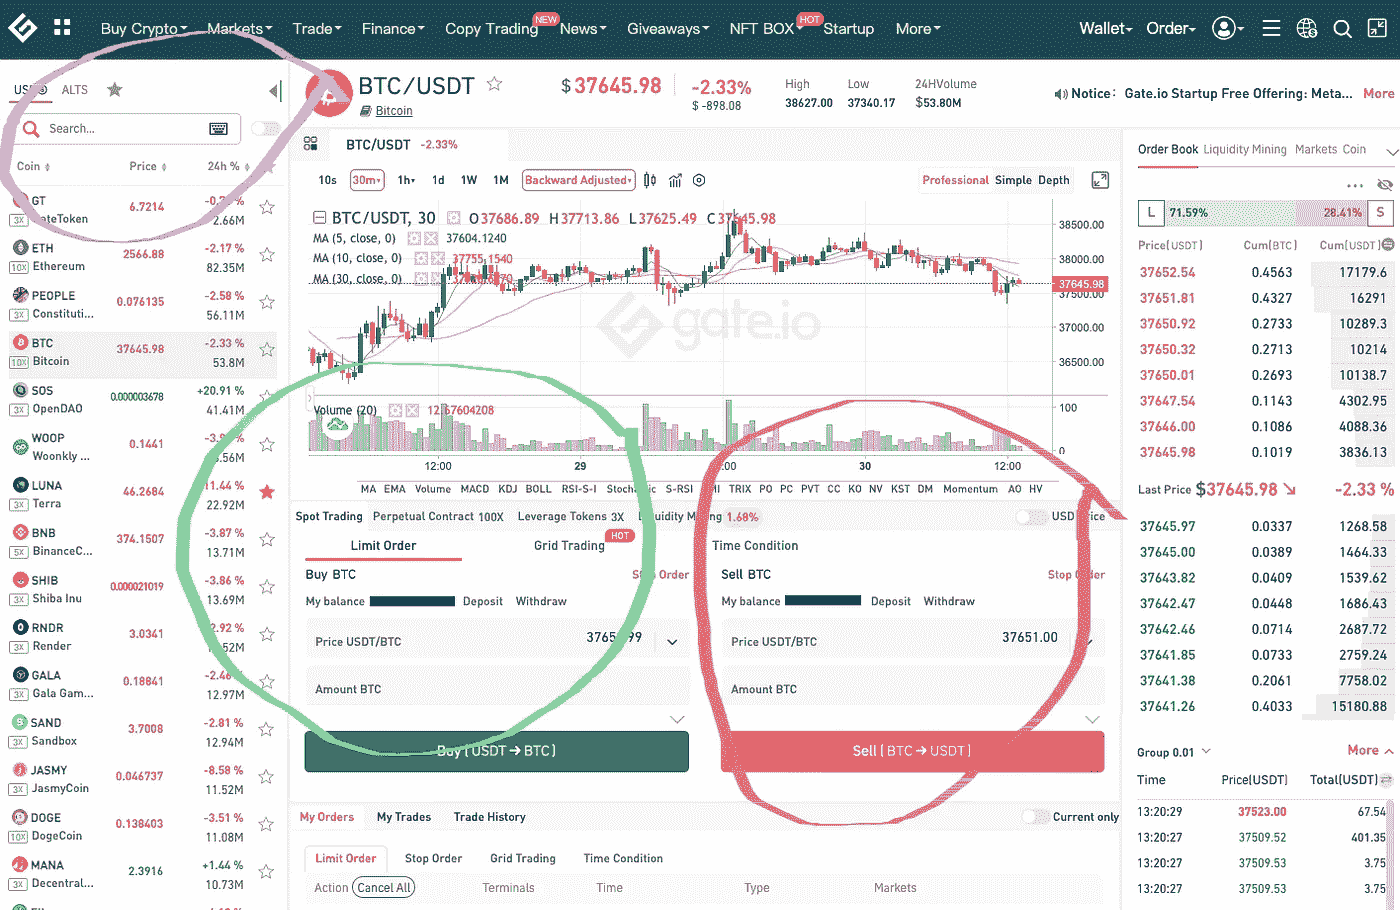 Buy Crypto Markets Trade Finance Copy Trading NEW News Giveaways NFT BOX HOT Startup More Wallet Order
USD ALTS
Search...
Coin Price 24h %
GT 6.7214
3X GateToken 2.66M
ETH 2566.88 -2.17 %
10X Ethereum 82.35M
PEOPLE 0.076135 -2.58 %
3X Constituti... 56.11M
BTC 37645.98 -2.33 %
10X Bitcoin 53.8M
SOS 0.000003678 +20.91 %
3X OpenDAO 41.41M
WOOP 0.1441
Woonkly ...
LUNA 46.2684 -11.44 %
3X Terra 22.92M
BNB 374.1507 -3.87 %
5X BinanceC... 13.71M
SHIB 0.000021019 -3.86 %
3X Shiba Inu 13.69M
RNDR 3.0341
3X Render
GALA 0.18841
3X Gala Gam... 12.97M
SAND 3.7008 -2.81 %
3X Sandbox 12.94M
JASMY 0.046737 -8.58 %
3X JasmyCoin 11.52M
DOGE 0.138403 -3.51 %
10X DogeCoin 11.08M
MANA 2.3916 +1.44 %
3X Decentral... 10.73M
BTC/USDT $37645.98 -2.33%
Bitcoin $ -898.08
High Low 24HVolume
38627.00 37340.17 $53.80M
Notice: Gate.io Startup Free Offering: Meta... More
BTC/USDT -2.33%
10s 30m 1h 1d 1W 1M Backward Adjusted Professional Simple Depth
BTC/USDT, 30 O37686.89 H37713.86 L37625.49 C37645.98
MA (5, close, 0) 37604.1240
MA (10, close, 0) 37755.1540
MA (30, close, 0)
38500.00
38000.00
37645.98
37500.00
37000.00
36500.00
gate.io
Volume (20) 12.67604208
100
0
12:00 29 30 12:00
MA EMA Volume MACD KDJ BOLL RSI-S-I S-RSI TRIX PO PC PVT CC KO NV KST DM Momentum AO HV
Spot Trading Perpetual Contract 100X Leverage Tokens 3X Liquidity Mining 1.68% USD Price
Limit Order Grid Trading HOT Time Condition
Buy BTC Stop Order
My balance Deposit Withdraw
Price USDT/BTC
Amount BTC
Buy ( USDT → BTC )
Sell BTC Stop Order
My balance Deposit Withdraw
Price USDT/BTC 37651.00
Amount BTC
Sell ( BTC → USDT )
My Orders My Trades Trade History Current only
Limit Order Stop Order Grid Trading Time Condition
Action Cancel All Terminals Time Type Markets
Order Book Liquidity Mining Markets Coin
L 71.59% 28.41% S
Price(USDT) Cum(BTC) Cum(USDT)
37652.54 0.4563 17179.6
37651.81 0.4327 16291
37650.92 0.2733 10289.3
37650.32 0.2713 10214
37650.01 0.2693 10138.7
37647.54 0.1143 4302.95
37646.00 0.1086 4088.36
37645.98 0.1019 3836.13
Last Price $37645.98 ↘ -2.33 %
37645.97 0.0337 1268.58
37645.00 0.0389 1464.33
37643.82 0.0409 1539.62
37642.47 0.0448 1686.43
37642.46 0.0714 2687.72
37641.85 0.0733 2759.24
37641.38 0.2061 7758.02
37641.26 0.4033 15180.88
Group 0.01 More
Time Price(USDT) Total(USDT)
13:20:29 37523.00 67.54
13:20:27 37509.52 401.35
13:20:27 37509.53 3.75
13:20:27 37509.53 3.75